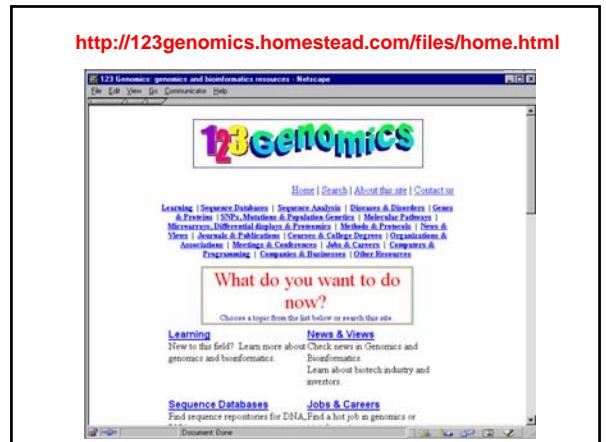 http://123genomics.homestead.com/files/home.html
123 Genomics: genomics and bioinformatics resources - Netscape
File Edit View Go Communicator Help
123Genomics
Home | Search | About this site | Contact us
Learning | Sequence Databases | Sequence Analysis | Diseases & Disorders | Genes
& Proteins | SNPs, Mutations & Population Genetics | Molecular Pathways |
Microarrays, Differential displays & Proteomics | Methods & Protocols | News &
Views | Journals & Publications | Courses & College Degrees | Organizations &
Associations | Meetings & Conferences | Jobs & Careers | Computers &
Programming | Companies & Businesses | Other Resources
What do you want to do
now?
Choose a topic from the list below or search this site.
Learning
New to this field? Learn more about
genomics and bioinformatics.
News & Views
Check news in Genomics and
Bioinformatics.
Learn about biotech industry and
investors.
Sequence Databases
Find sequence repositories for DNA,
Jobs & Careers
Find a hot job in genomics or
Document: Done